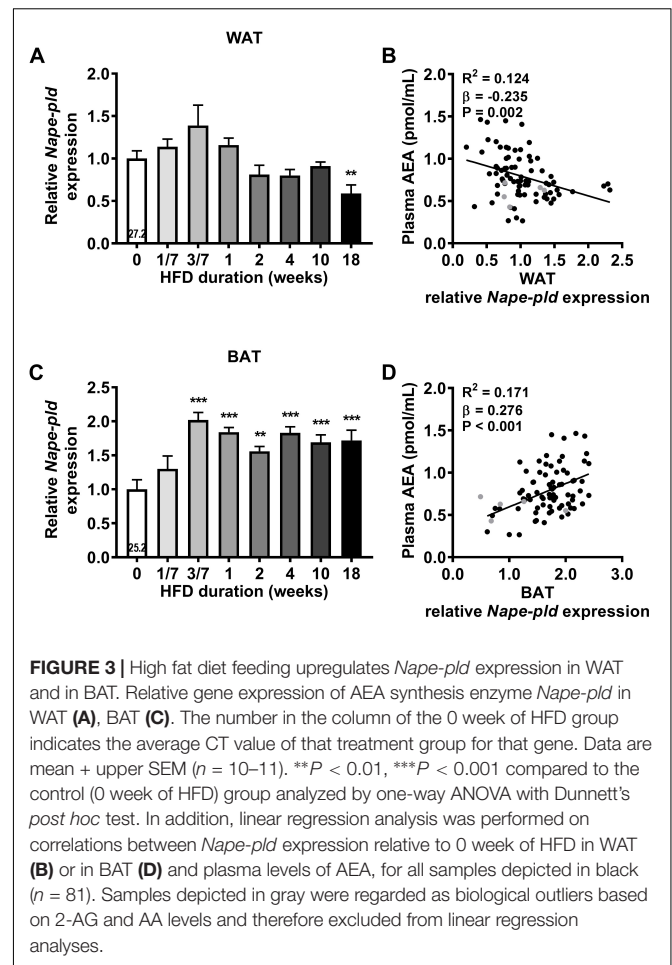 WAT
A
Relative Nape-pld
expression
2.0
1.5
1.0
0.5
0.0
27.2
**
0 1/7 3/7 1 2 4 10 18
HFD duration (weeks)
B
Plasma AEA (pmol/mL)
2.0
1.5
1.0
0.5
0.0
R² = 0.124
β = -0.235
P = 0.002
0.0 0.5 1.0 1.5 2.0 2.5
WAT
relative Nape-pld expression
BAT
C
Relative Nape-pld
expression
2.5
2.0
1.5
1.0
0.5
0.0
25.2
*** *** ** *** *** ***
0 1/7 3/7 1 2 4 10 18
HFD duration (weeks)
D
Plasma AEA (pmol/mL)
2.0
1.5
1.0
0.5
0.0
R² = 0.171
β = 0.276
P < 0.001
0.0 1.0 2.0 3.0
BAT
relative Nape-pld expression
FIGURE 3 | High fat diet feeding upregulates Nape-pld expression in WAT
and in BAT. Relative gene expression of AEA synthesis enzyme Nape-pld in
WAT (A), BAT (C). The number in the column of the 0 week of HFD group
indicates the average CT value of that treatment group for that gene. Data are
mean + upper SEM (n = 10–11). **P < 0.01, ***P < 0.001 compared to the
control (0 week of HFD) group analyzed by one-way ANOVA with Dunnett's
post hoc test. In addition, linear regression analysis was performed on
correlations between Nape-pld expression relative to 0 week of HFD in WAT
(B) or in BAT (D) and plasma levels of AEA, for all samples depicted in black
(n = 81). Samples depicted in gray were regarded as biological outliers based
on 2-AG and AA levels and therefore excluded from linear regression
analyses.